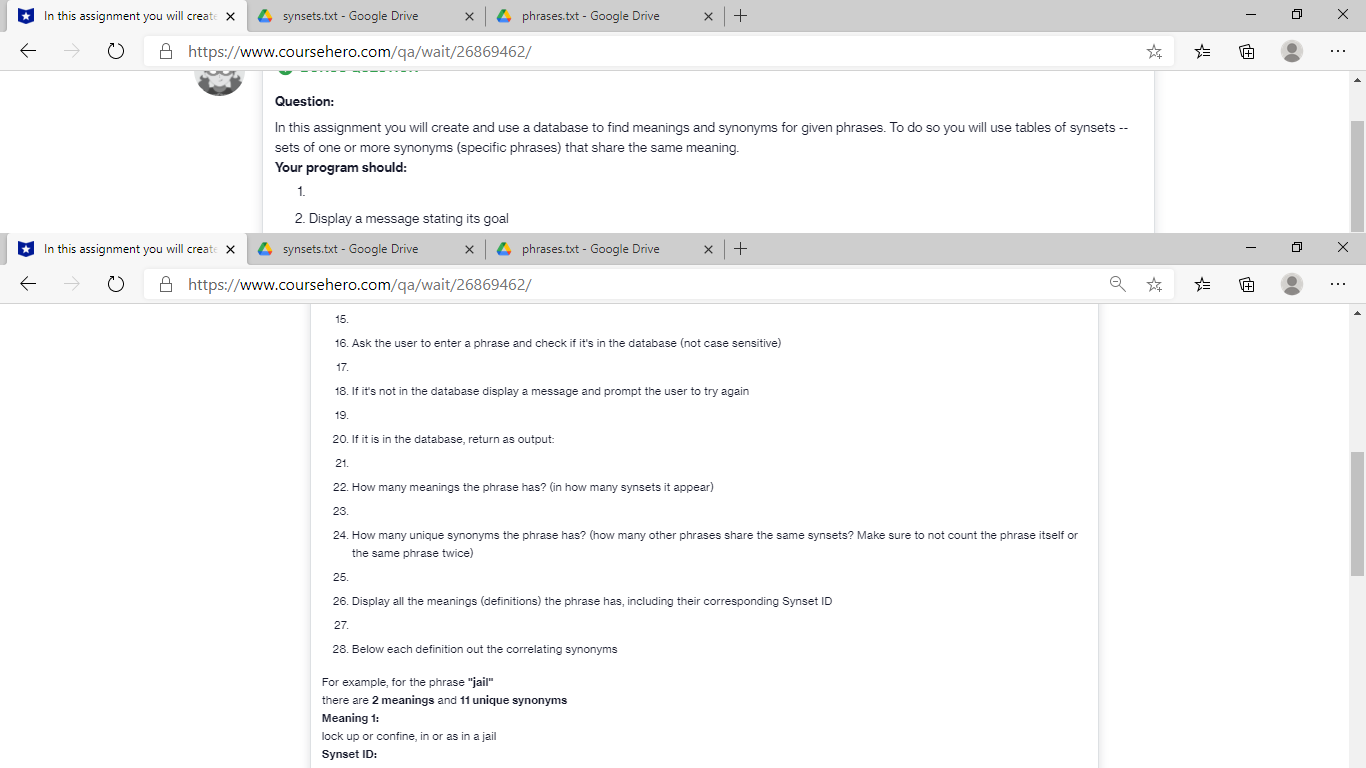 In this assignment you will create
synsets.txt - Google Drive
phrases.txt - Google Drive
https://www.coursehero.com/qa/wait/26869462/
Question:
In this assignment you will create and use a database to find meanings and synonyms for given phrases. To do so you will use tables of synsets --
sets of one or more synonyms (specific phrases) that share the same meaning.
Your program should:
1.
2. Display a message stating its goal
In this assignment you will create
synsets.txt - Google Drive
phrases.txt - Google Drive
https://www.coursehero.com/qa/wait/26869462/
15.
16. Ask the user to enter a phrase and check if it's in the database (not case sensitive)
17.
18. If it's not in the database display a message and prompt the user to try again
19.
20. If it is in the database, return as output:
21.
22. How many meanings the phrase has? (in how many synsets it appear)
23.
24. How many unique synonyms the phrase has? (how many other phrases share the same synsets? Make sure to not count the phrase itself or
the same phrase twice)
25.
26. Display all the meanings (definitions) the phrase has, including their corresponding Synset ID
27.
28. Below each definition out the correlating synonyms
For example, for the phrase "jail"
there are 2 meanings and 11 unique synonyms
Meaning 1:
lock up or confine, in or as in a jail
Synset ID: